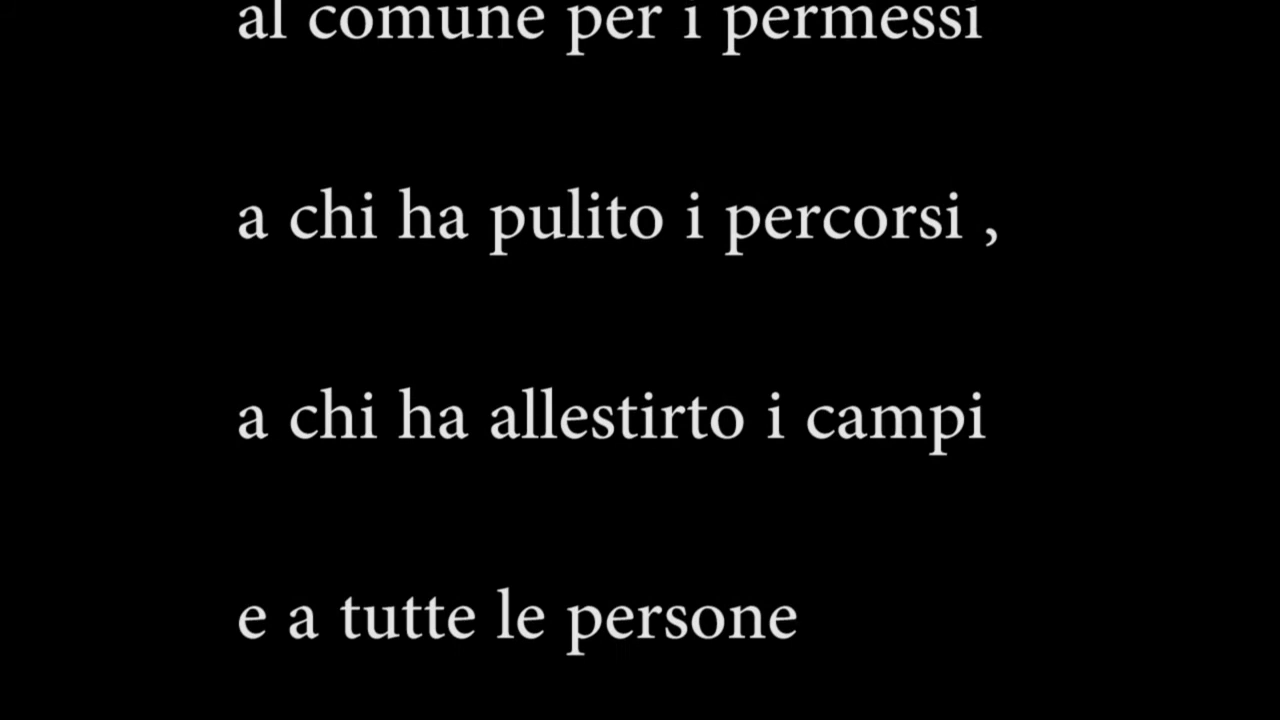 al comune per i permessi
a chi ha pulito i percorsi ,
a chi ha allestirto i campi
e a tutte le persone